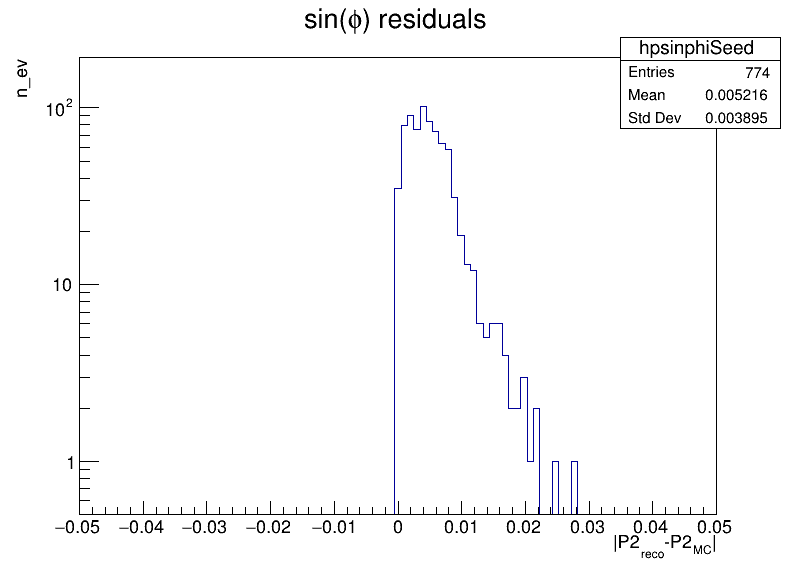 sin(ϕ) residuals
hpsinphiSeed
Entries 774
Mean 0.005216
Std Dev 0.003895
n_ev
10²
10
1
−0.05 −0.04 −0.03 −0.02 −0.01 0 0.01 0.02 0.03 0.04 0.05
|P2reco-P2MC|